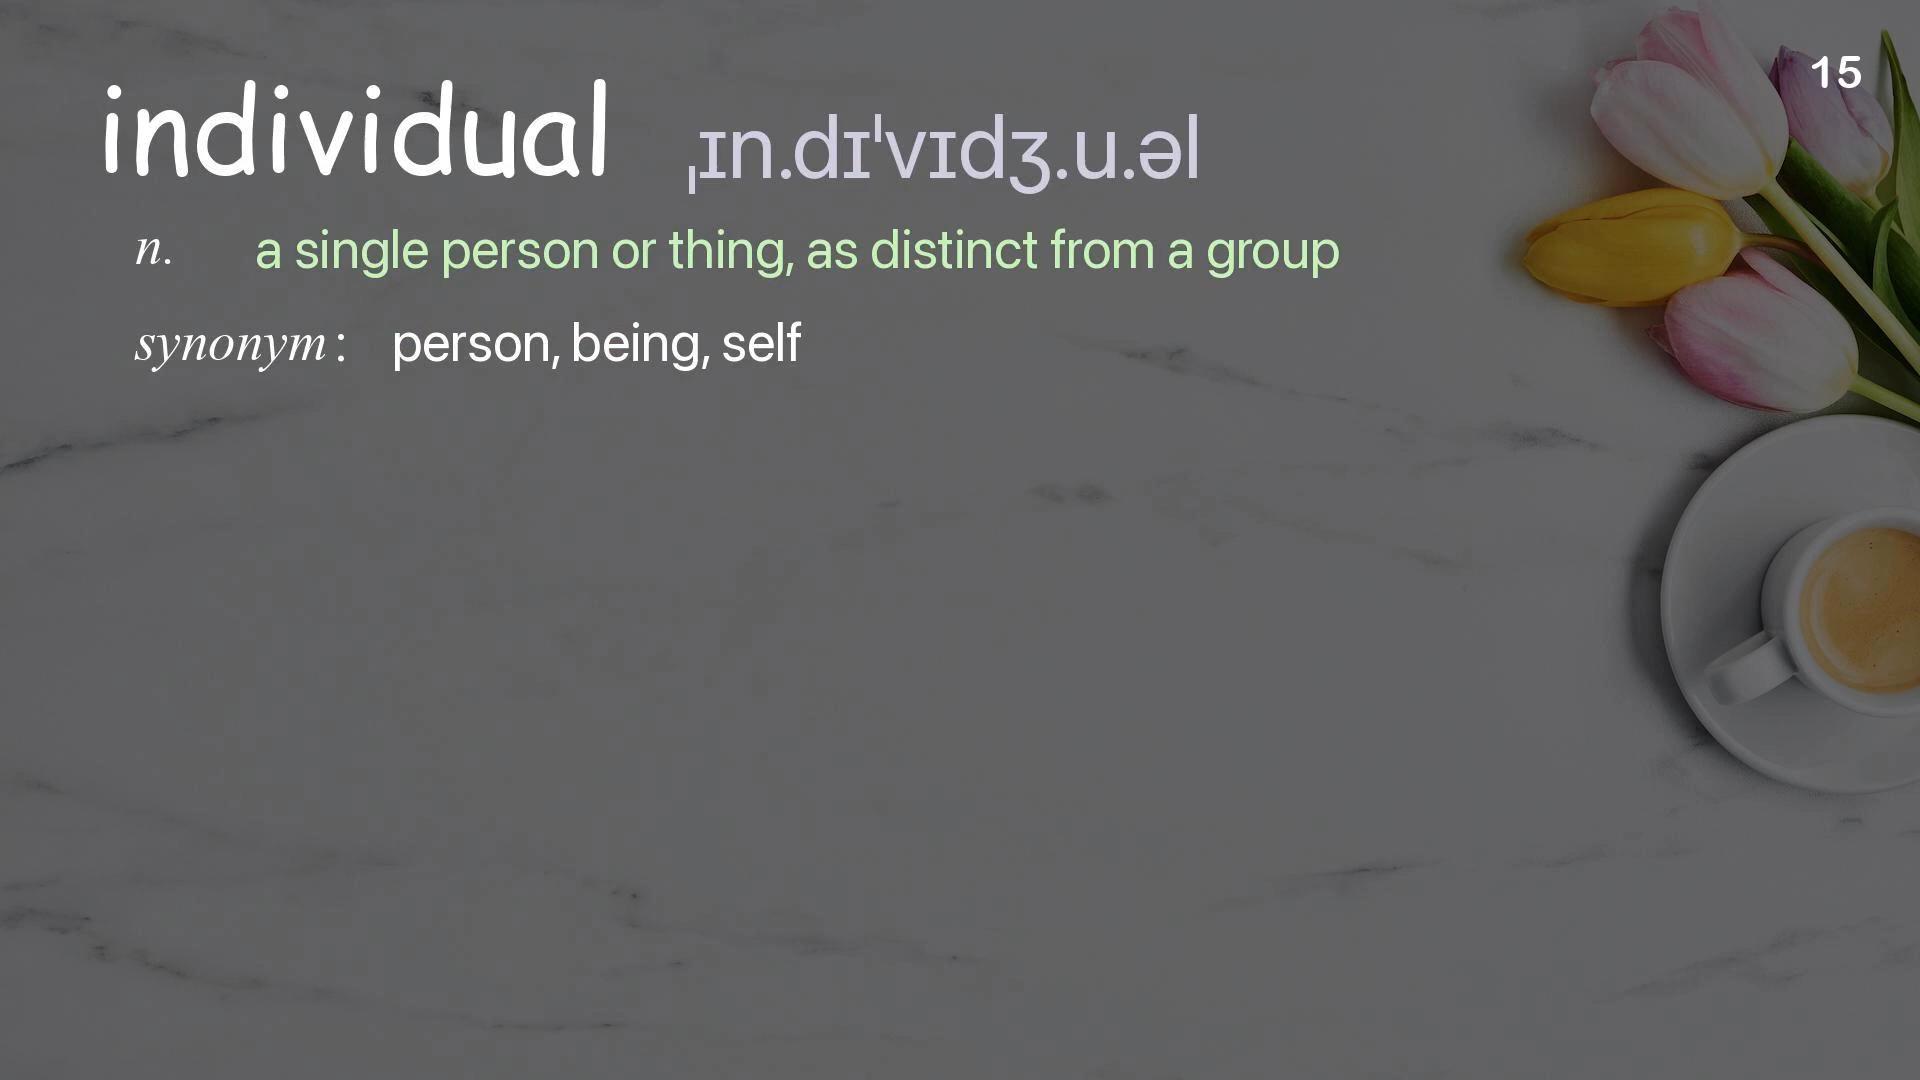 15
individual ˌɪn.dɪˈvɪdʒ.u.əl
n. a single person or thing, as distinct from a group
synonym: person, being, self